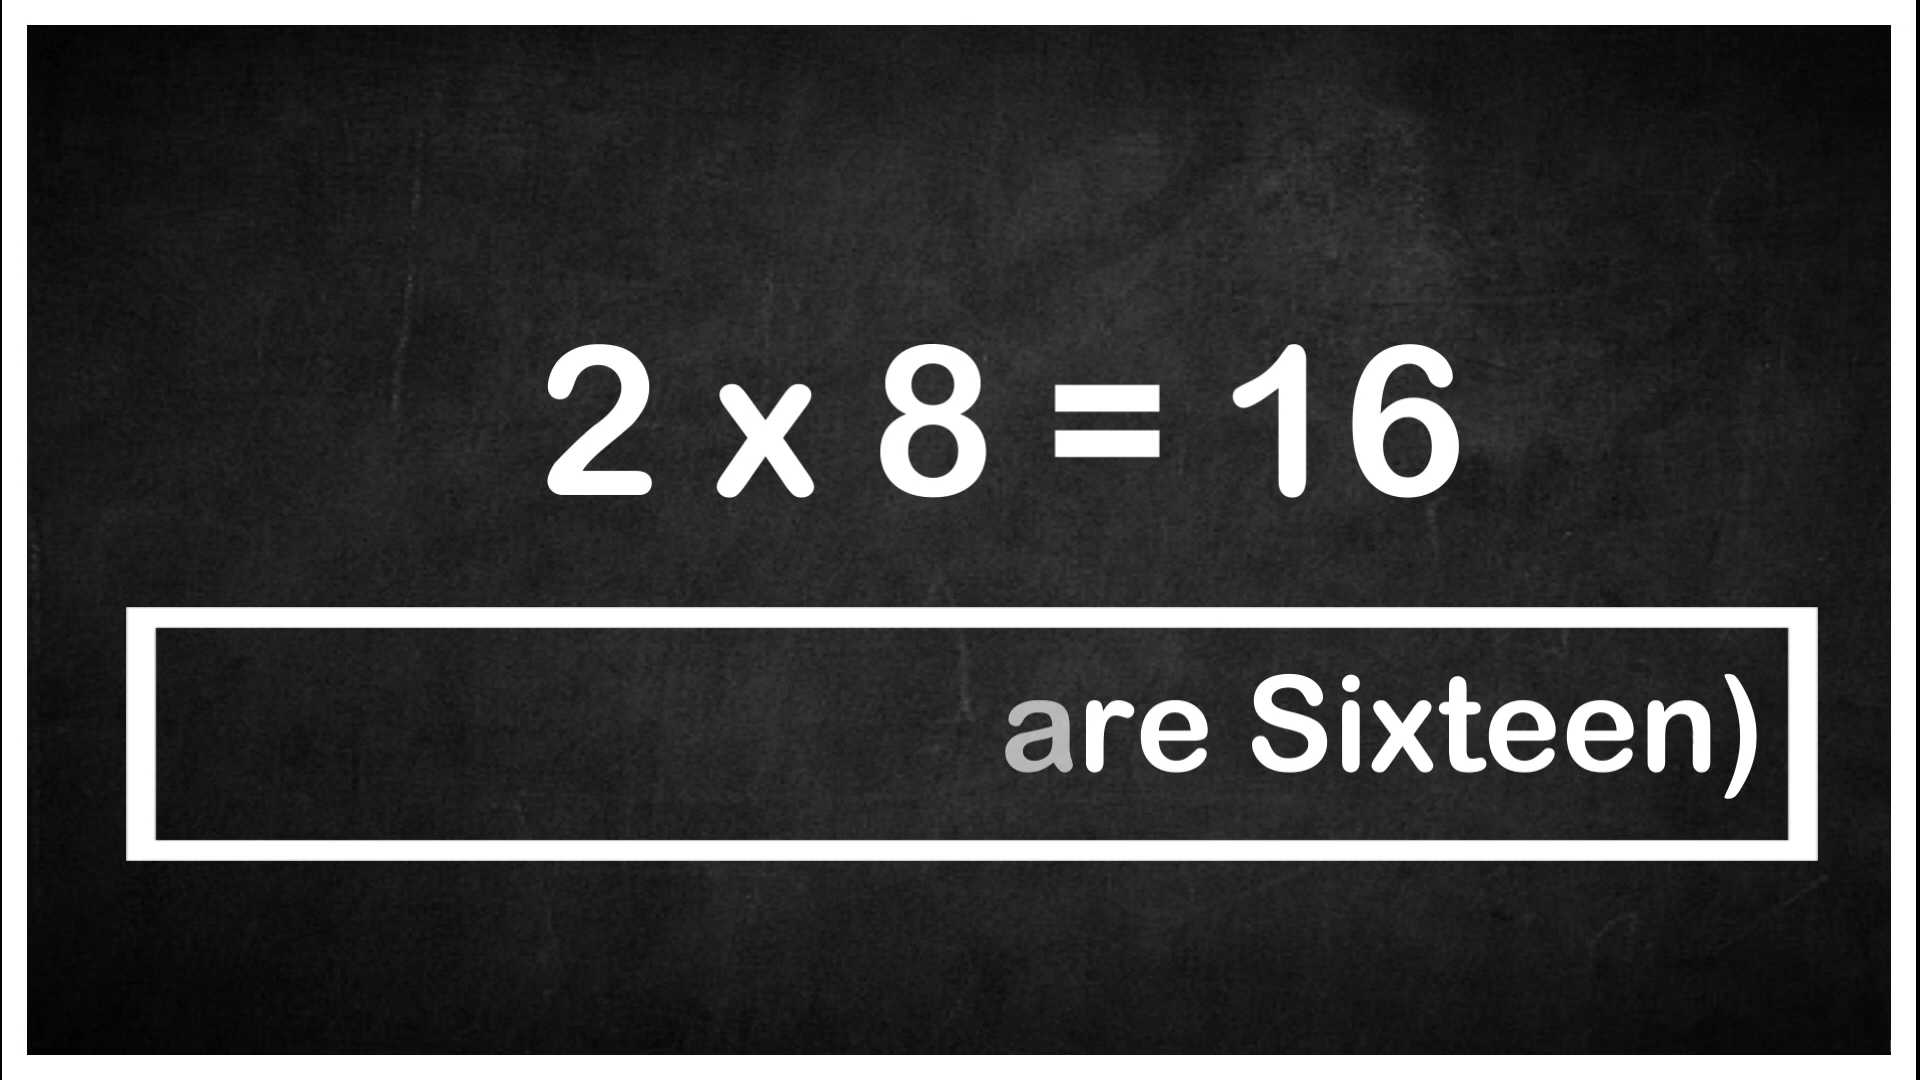 2 x 8 = 16
are Sixteen)